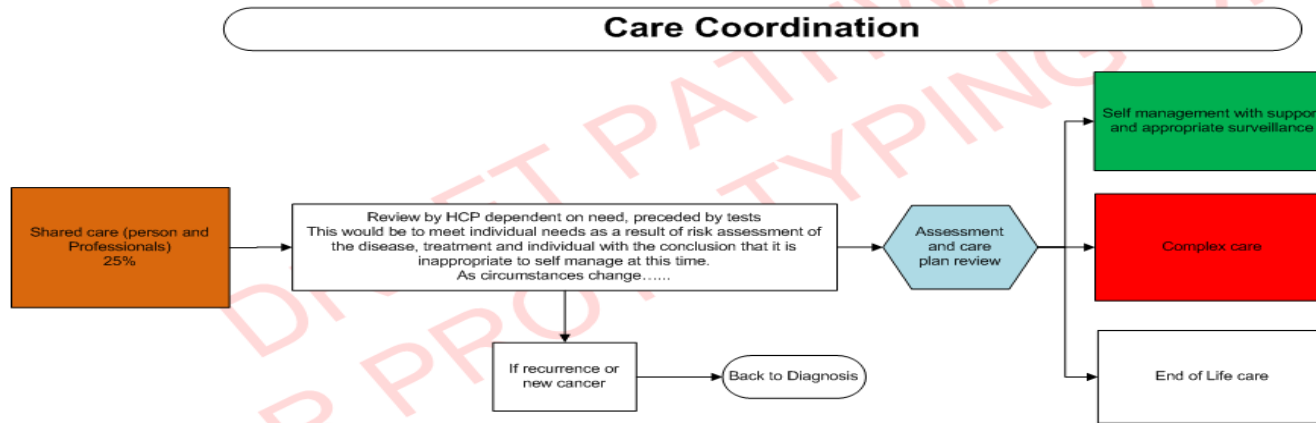 Care Coordination
Self management with support
and appropriate surveillance
Shared care (person and
Professionals)
25%
Review by HCP dependent on need, preceded by tests
This would be to meet individual needs as a result of risk assessment of
the disease, treatment and individual with the conclusion that it is
inappropriate to self manage at this time.
As circumstances change......
Assessment
and care
plan review
Complex care
If recurrence or
new cancer
Back to Diagnosis
End of Life care